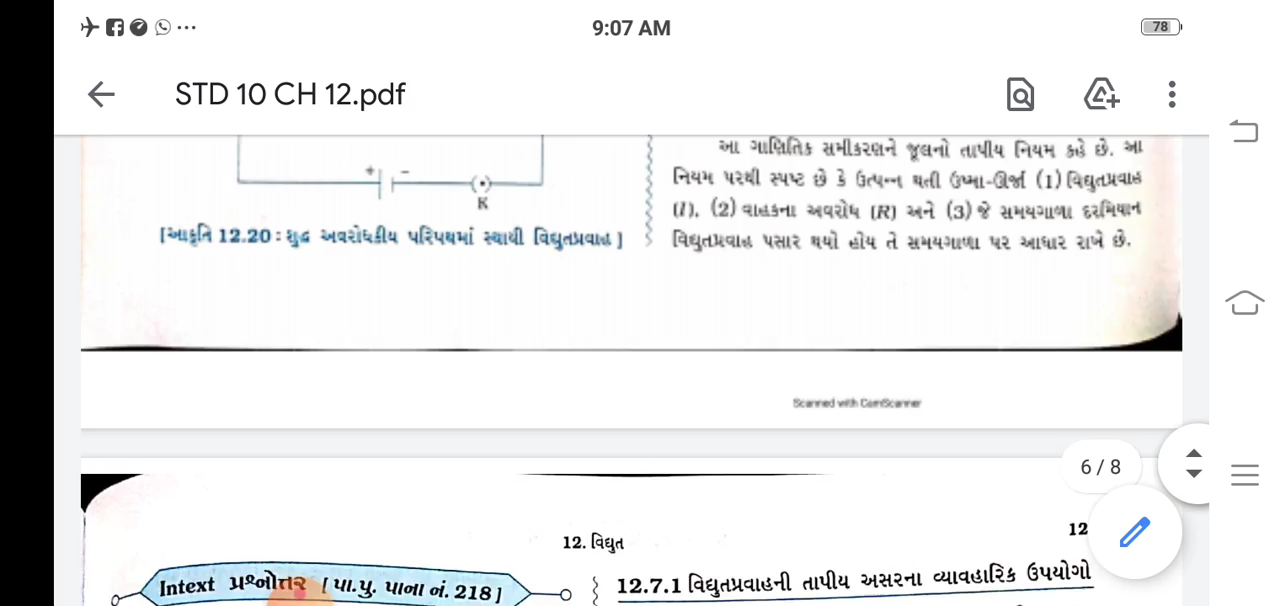 9:07 AM
78
STD 10 CH 12.pdf
+ -
K
[આકૃતિ 12.20 : શુદ્ધ અવરોધકીય પરિપથમાં સ્થાયી વિદ્યુતપ્રવાહ ]
આ ગાણિતિક સમીકરણને જૂલનો તાપીય નિયમ કહે છે. આ
નિયમ પરથી સ્પષ્ટ છે કે ઉત્પન્ન થતી ઉષ્મા-ઊર્જા (1) વિદ્યુતપ્રવાહ
(I), (2) વાહકના અવરોધ (R) અને (3) જે સમયગાળા દરમિયાન
વિદ્યુતપ્રવાહ પસાર થયો હોય તે સમયગાળા પર આધાર રાખે છે.
Scanned with CamScanner
6 / 8
12. વિદ્યુત
12
Intext પ્રશ્નોત્તર [ પા.પુ. પાના નં. 218 ]
12.7.1 વિદ્યુતપ્રવાહની તાપીય અસરના વ્યાવહારિક ઉપયોગો